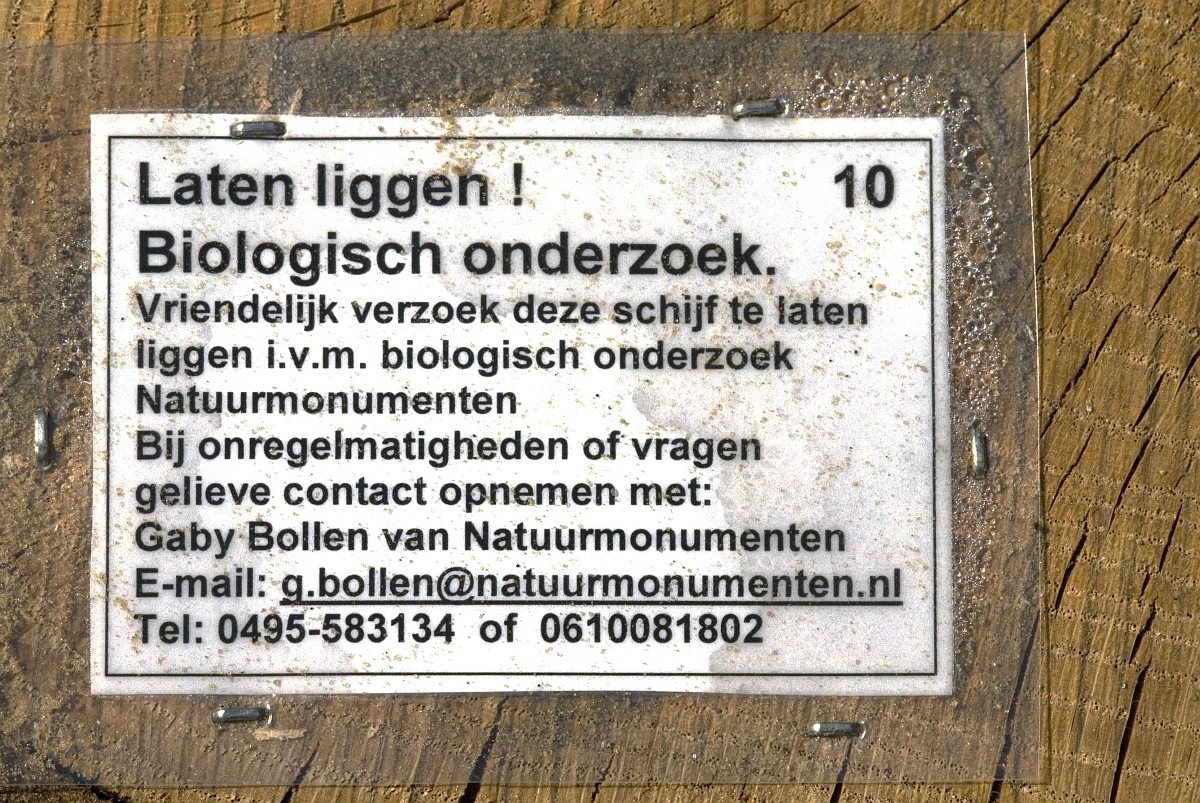 Laten liggen ! 10
Biologisch onderzoek.
Vriendelijk verzoek deze schijf te laten
liggen i.v.m. biologisch onderzoek
Natuurmonumenten
Bij onregelmatigheden of vragen
gelieve contact opnemen met:
Gaby Bollen van Natuurmonumenten
E-mail: g.bollen@natuurmonumenten.nl
Tel: 0495-583134 of 0610081802